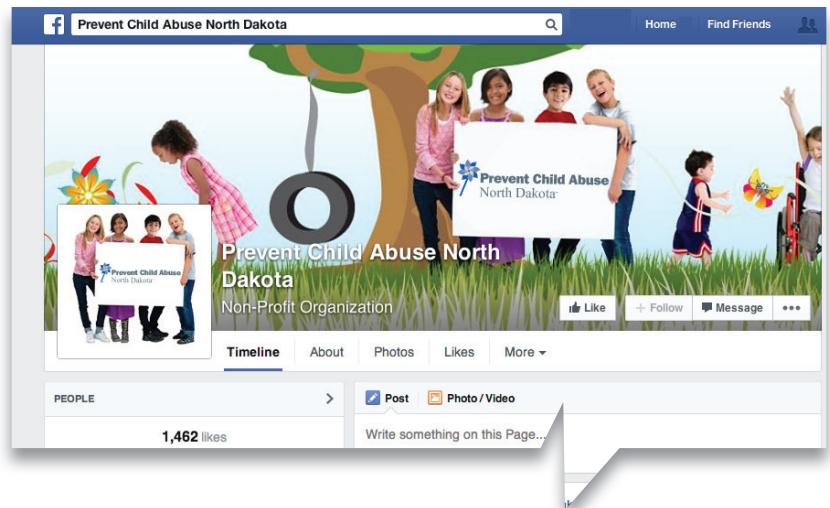 f Prevent Child Abuse North Dakota Home Find Friends
Prevent Child Abuse
North Dakota
Prevent Child Abuse
North Dakota
Prevent Child Abuse North
Dakota
Non-Profit Organization
Like + Follow Message
Timeline About Photos Likes More
PEOPLE
1,462 likes
Post Photo / Video
Write something on this Page...